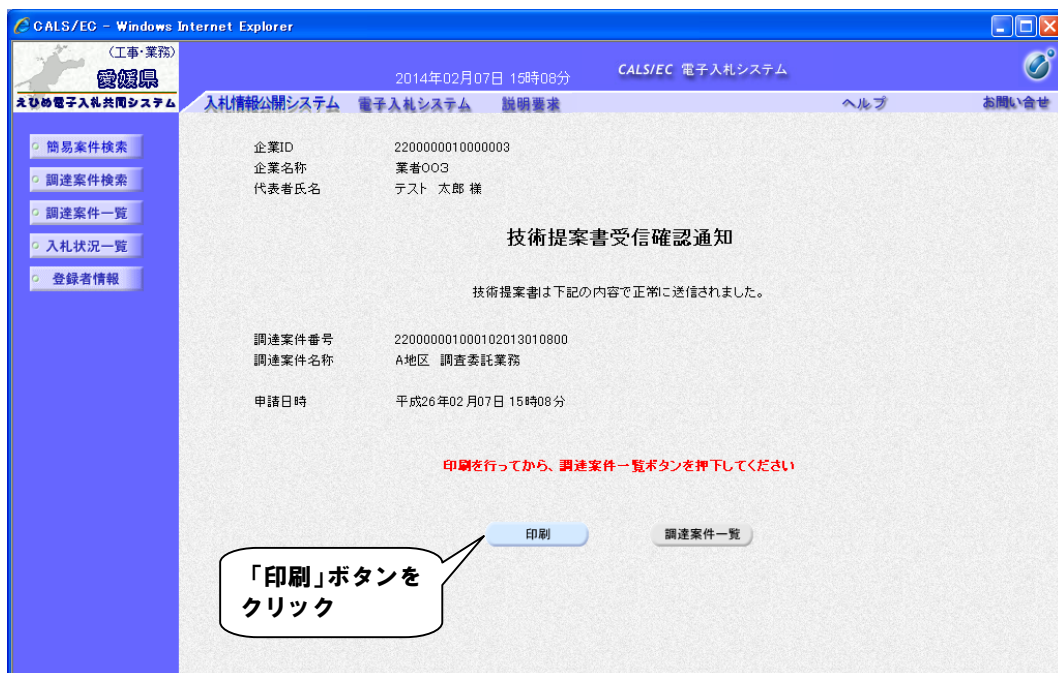 CALS/EC - Windows Internet Explorer
（工事・業務）
愛媛県
えひめ電子入札共同システム
2014年02月07日 15時08分
CALS/EC 電子入札システム
入札情報公開システム 電子入札システム 説明要求 ヘルプ お問い合せ
簡易案件検索
調達案件検索
調達案件一覧
入札状況一覧
登録者情報
企業ID 2200000010000003
企業名称 業者003
代表者氏名 テスト 太郎 様
技術提案書受信確認通知
技術提案書は下記の内容で正常に送信されました。
調達案件番号 220000001000102013010800
調達案件名称 A地区 調査委託業務
申請日時 平成26年02月07日 15時08分
印刷を行ってから、調達案件一覧ボタンを押下してください
印刷 調達案件一覧
「印刷」ボタンを
クリック